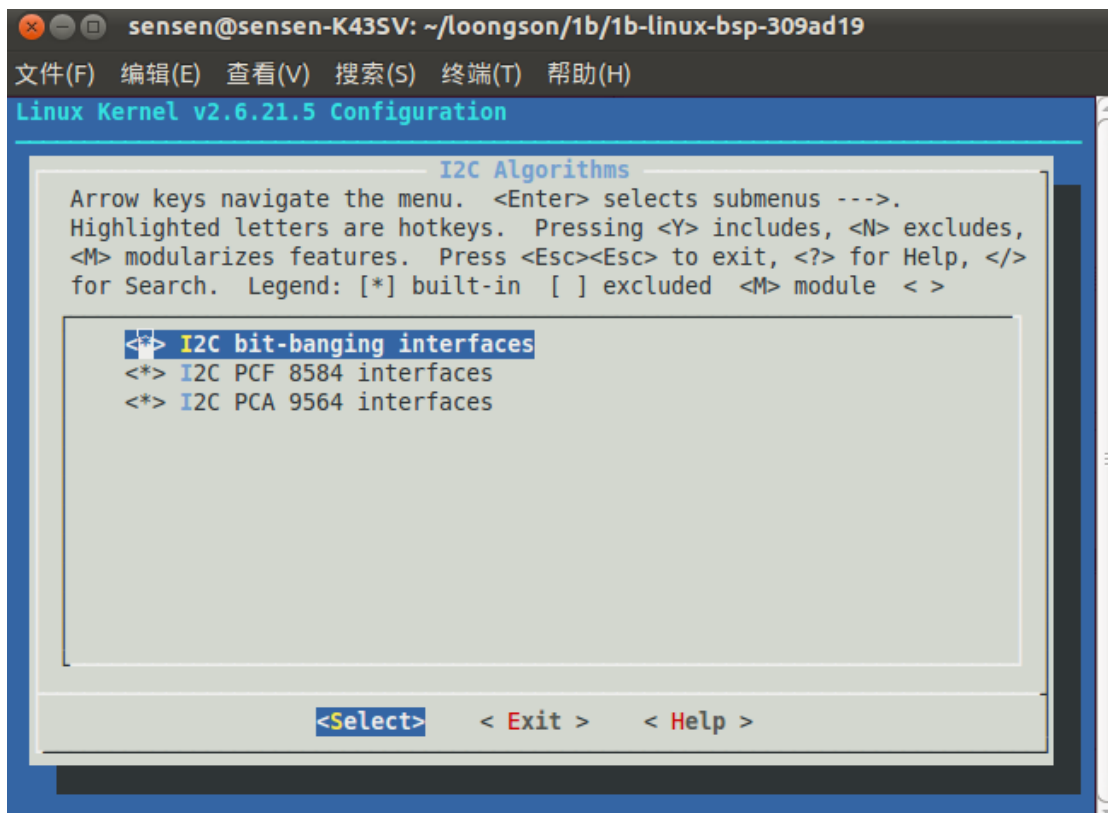 sensen@sensen-K43SV: ~/loongson/1b/1b-linux-bsp-309ad19
文件(F) 编辑(E) 查看(V) 搜索(S) 终端(T) 帮助(H)
Linux Kernel v2.6.21.5 Configuration
I2C Algorithms
Arrow keys navigate the menu.  <Enter> selects submenus --->.
Highlighted letters are hotkeys.  Pressing <Y> includes, <N> excludes,
<M> modularizes features.  Press <Esc><Esc> to exit, <?> for Help, </>
for Search.  Legend: [*] built-in  [ ] excluded  <M> module  < >
<*> I2C bit-banging interfaces
<*> I2C PCF 8584 interfaces
<*> I2C PCA 9564 interfaces
<Select>    < Exit >    < Help >